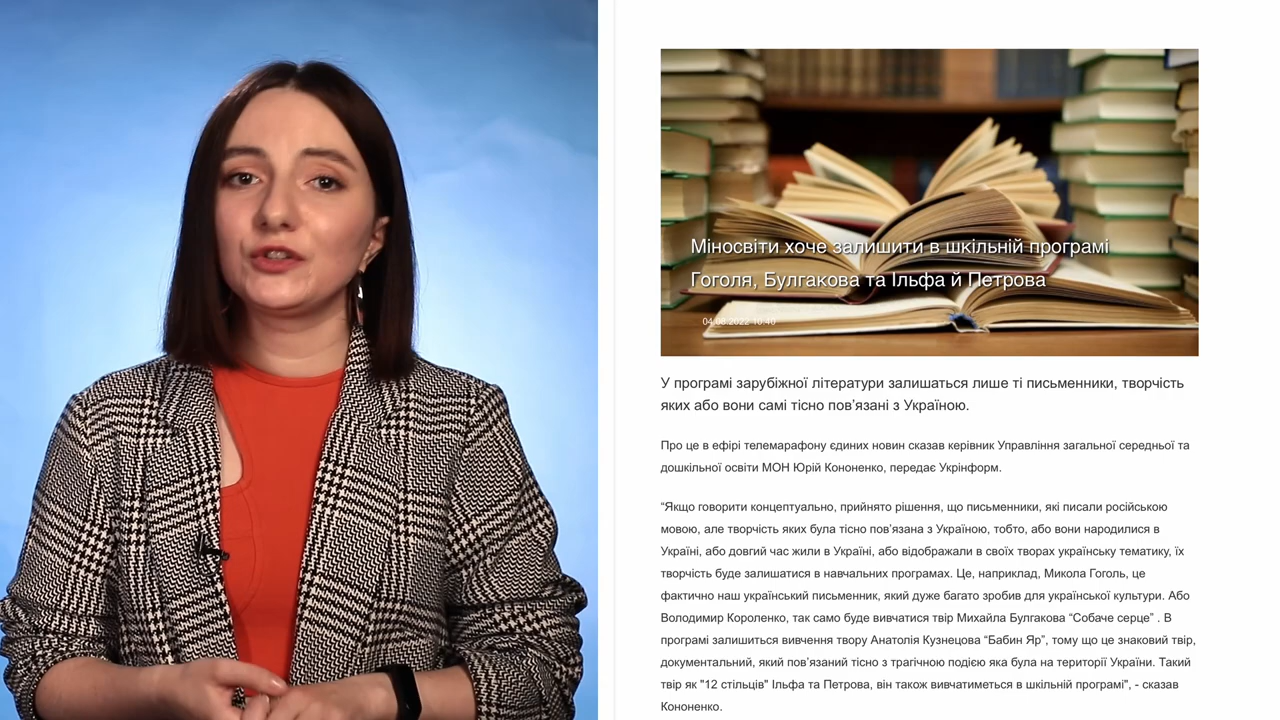 Міносвіти хоче залишити в шкільній програмі
Гоголя, Булгакова та Ільфа й Петрова
04.06.2022 10:40
У програмі зарубіжної літератури залишаться лише ті письменники, творчість
яких або вони самі тісно пов’язані з Україною.
Про це в ефірі телемарафону єдиних новин сказав керівник Управління загальної середньої та
дошкільної освіти МОН Юрій Кононенко, передає Укрінформ.
“Якщо говорити концептуально, прийнято рішення, що письменники, які писали російською
мовою, але творчість яких була тісно пов’язана з Україною, тобто, або вони народилися в
Україні, або довгий час жили в Україні, або відображали в своїх творах українську тематику, їх
творчість буде залишатися в навчальних програмах. Це, наприклад, Микола Гоголь, це
фактично наш український письменник, який дуже багато зробив для української культури. Або
Володимир Короленко, так само буде вивчатися твір Михайла Булгакова “Собаче серце” . В
програмі залишиться вивчення твору Анатолія Кузнецова “Бабин Яр”, тому що це знаковий твір,
документальний, який пов’язаний тісно з трагічною подією яка була на території України. Такий
твір як "12 стільців" Ільфа та Петрова, він також вивчатиметься в шкільній програмі", - сказав
Кононенко.